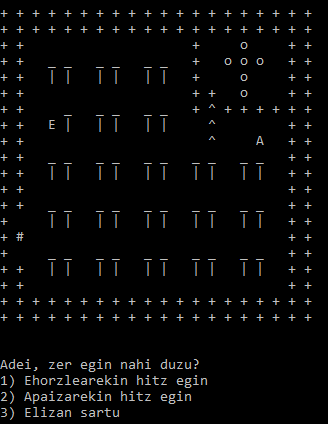 E
A
Adei, zer egin nahi duzu?
1) Ehorzlearekin hitz egin
2) Apaizarekin hitz egin
3) Elizan sartu